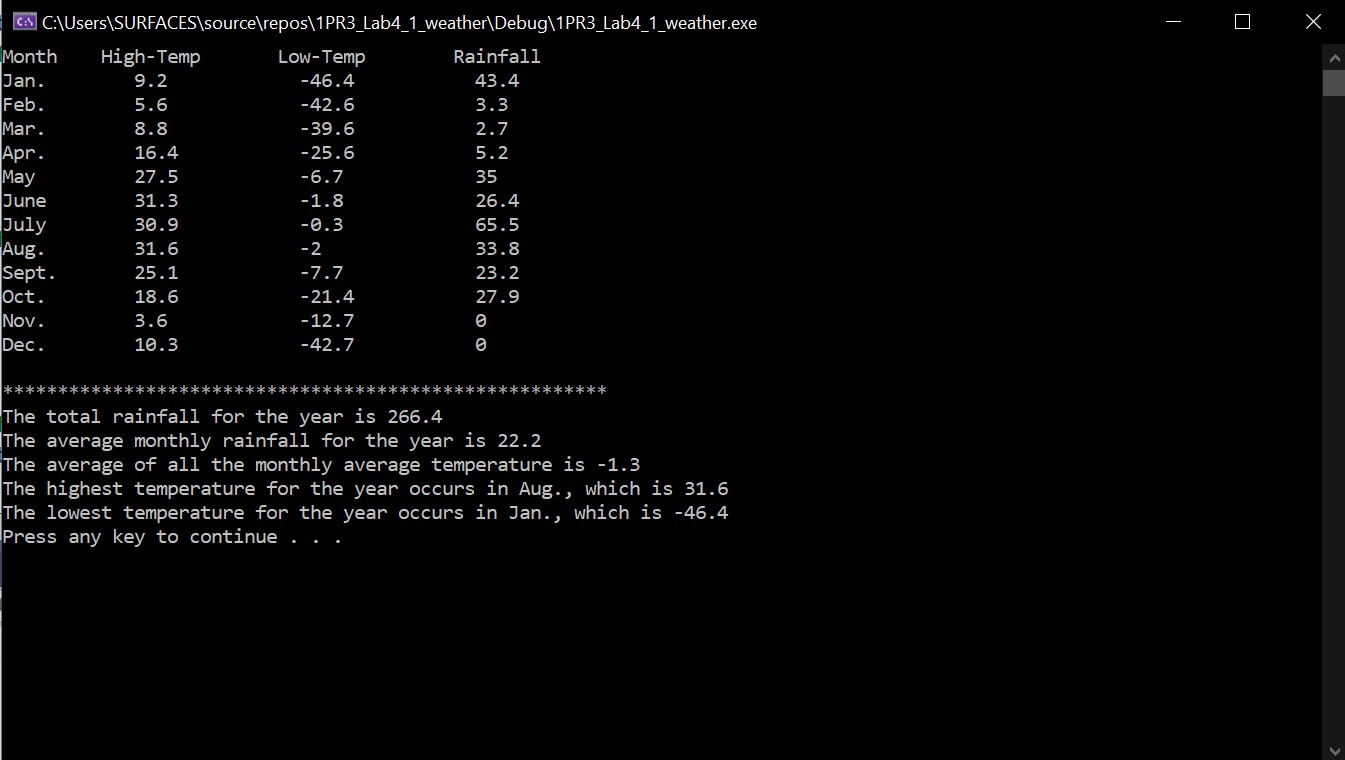 C:\Users\SURFACES\source\repos\1PR3_Lab4_1_weather\Debug\1PR3_Lab4_1_weather.exe
Month High-Temp Low-Temp Rainfall
Jan. 9.2 -46.4 43.4
Feb. 5.6 -42.6 3.3
Mar. 8.8 -39.6 2.7
Apr. 16.4 -25.6 5.2
May 27.5 -6.7 35
June 31.3 -1.8 26.4
July 30.9 -0.3 65.5
Aug. 31.6 -2 33.8
Sept. 25.1 -7.7 23.2
Oct. 18.6 -21.4 27.9
Nov. 3.6 -12.7 0
Dec. 10.3 -42.7 0
*******************************************************
The total rainfall for the year is 266.4
The average monthly rainfall for the year is 22.2
The average of all the monthly average temperature is -1.3
The highest temperature for the year occurs in Aug., which is 31.6
The lowest temperature for the year occurs in Jan., which is -46.4
Press any key to continue . . .